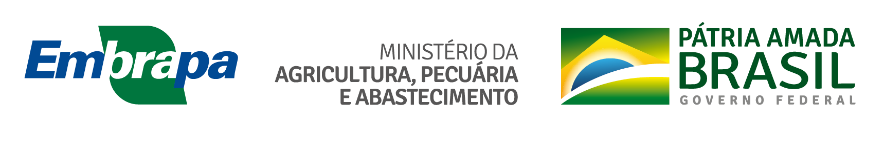 Embrapa
MINISTÉRIO DA
AGRICULTURA, PECUÁRIA
E ABASTECIMENTO
PÁTRIA AMADA
BRASIL
GOVERNO FEDERAL